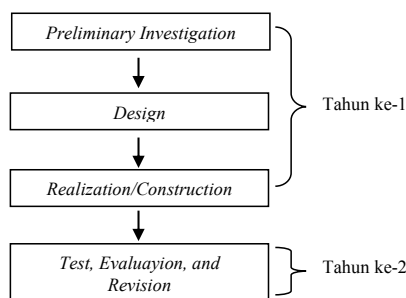 Preliminary Investigation
Tahun ke-1
Design
Realization/Construction
Test, Evaluayion, and
Revision
Tahun ke-2